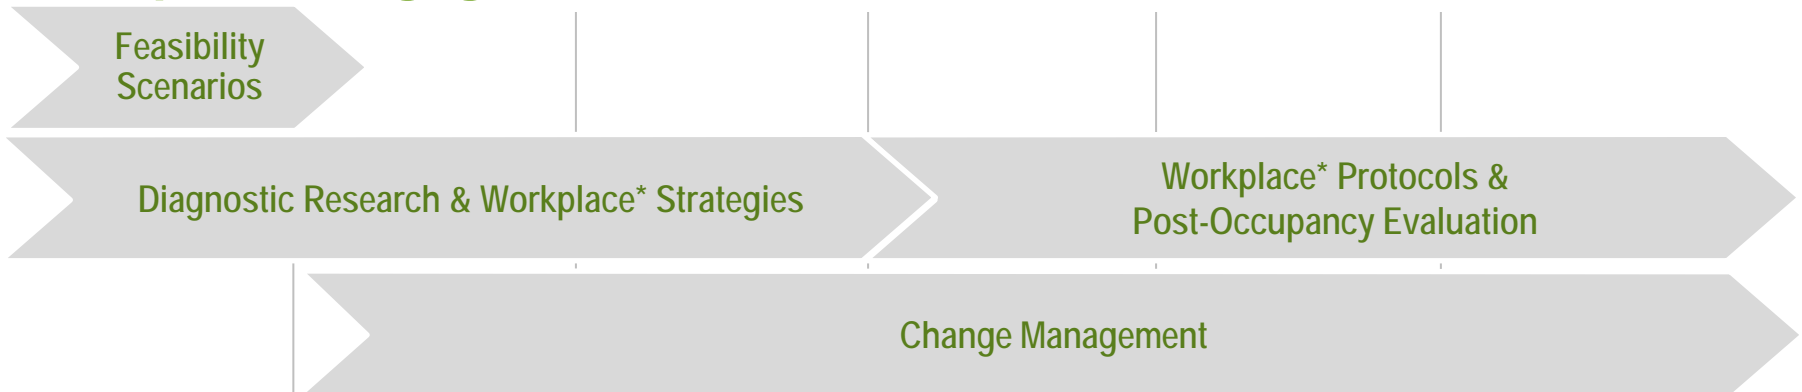 Feasibility
Scenarios
Diagnostic Research & Workplace* Strategies
Workplace* Protocols &
Post-Occupancy Evaluation
Change Management